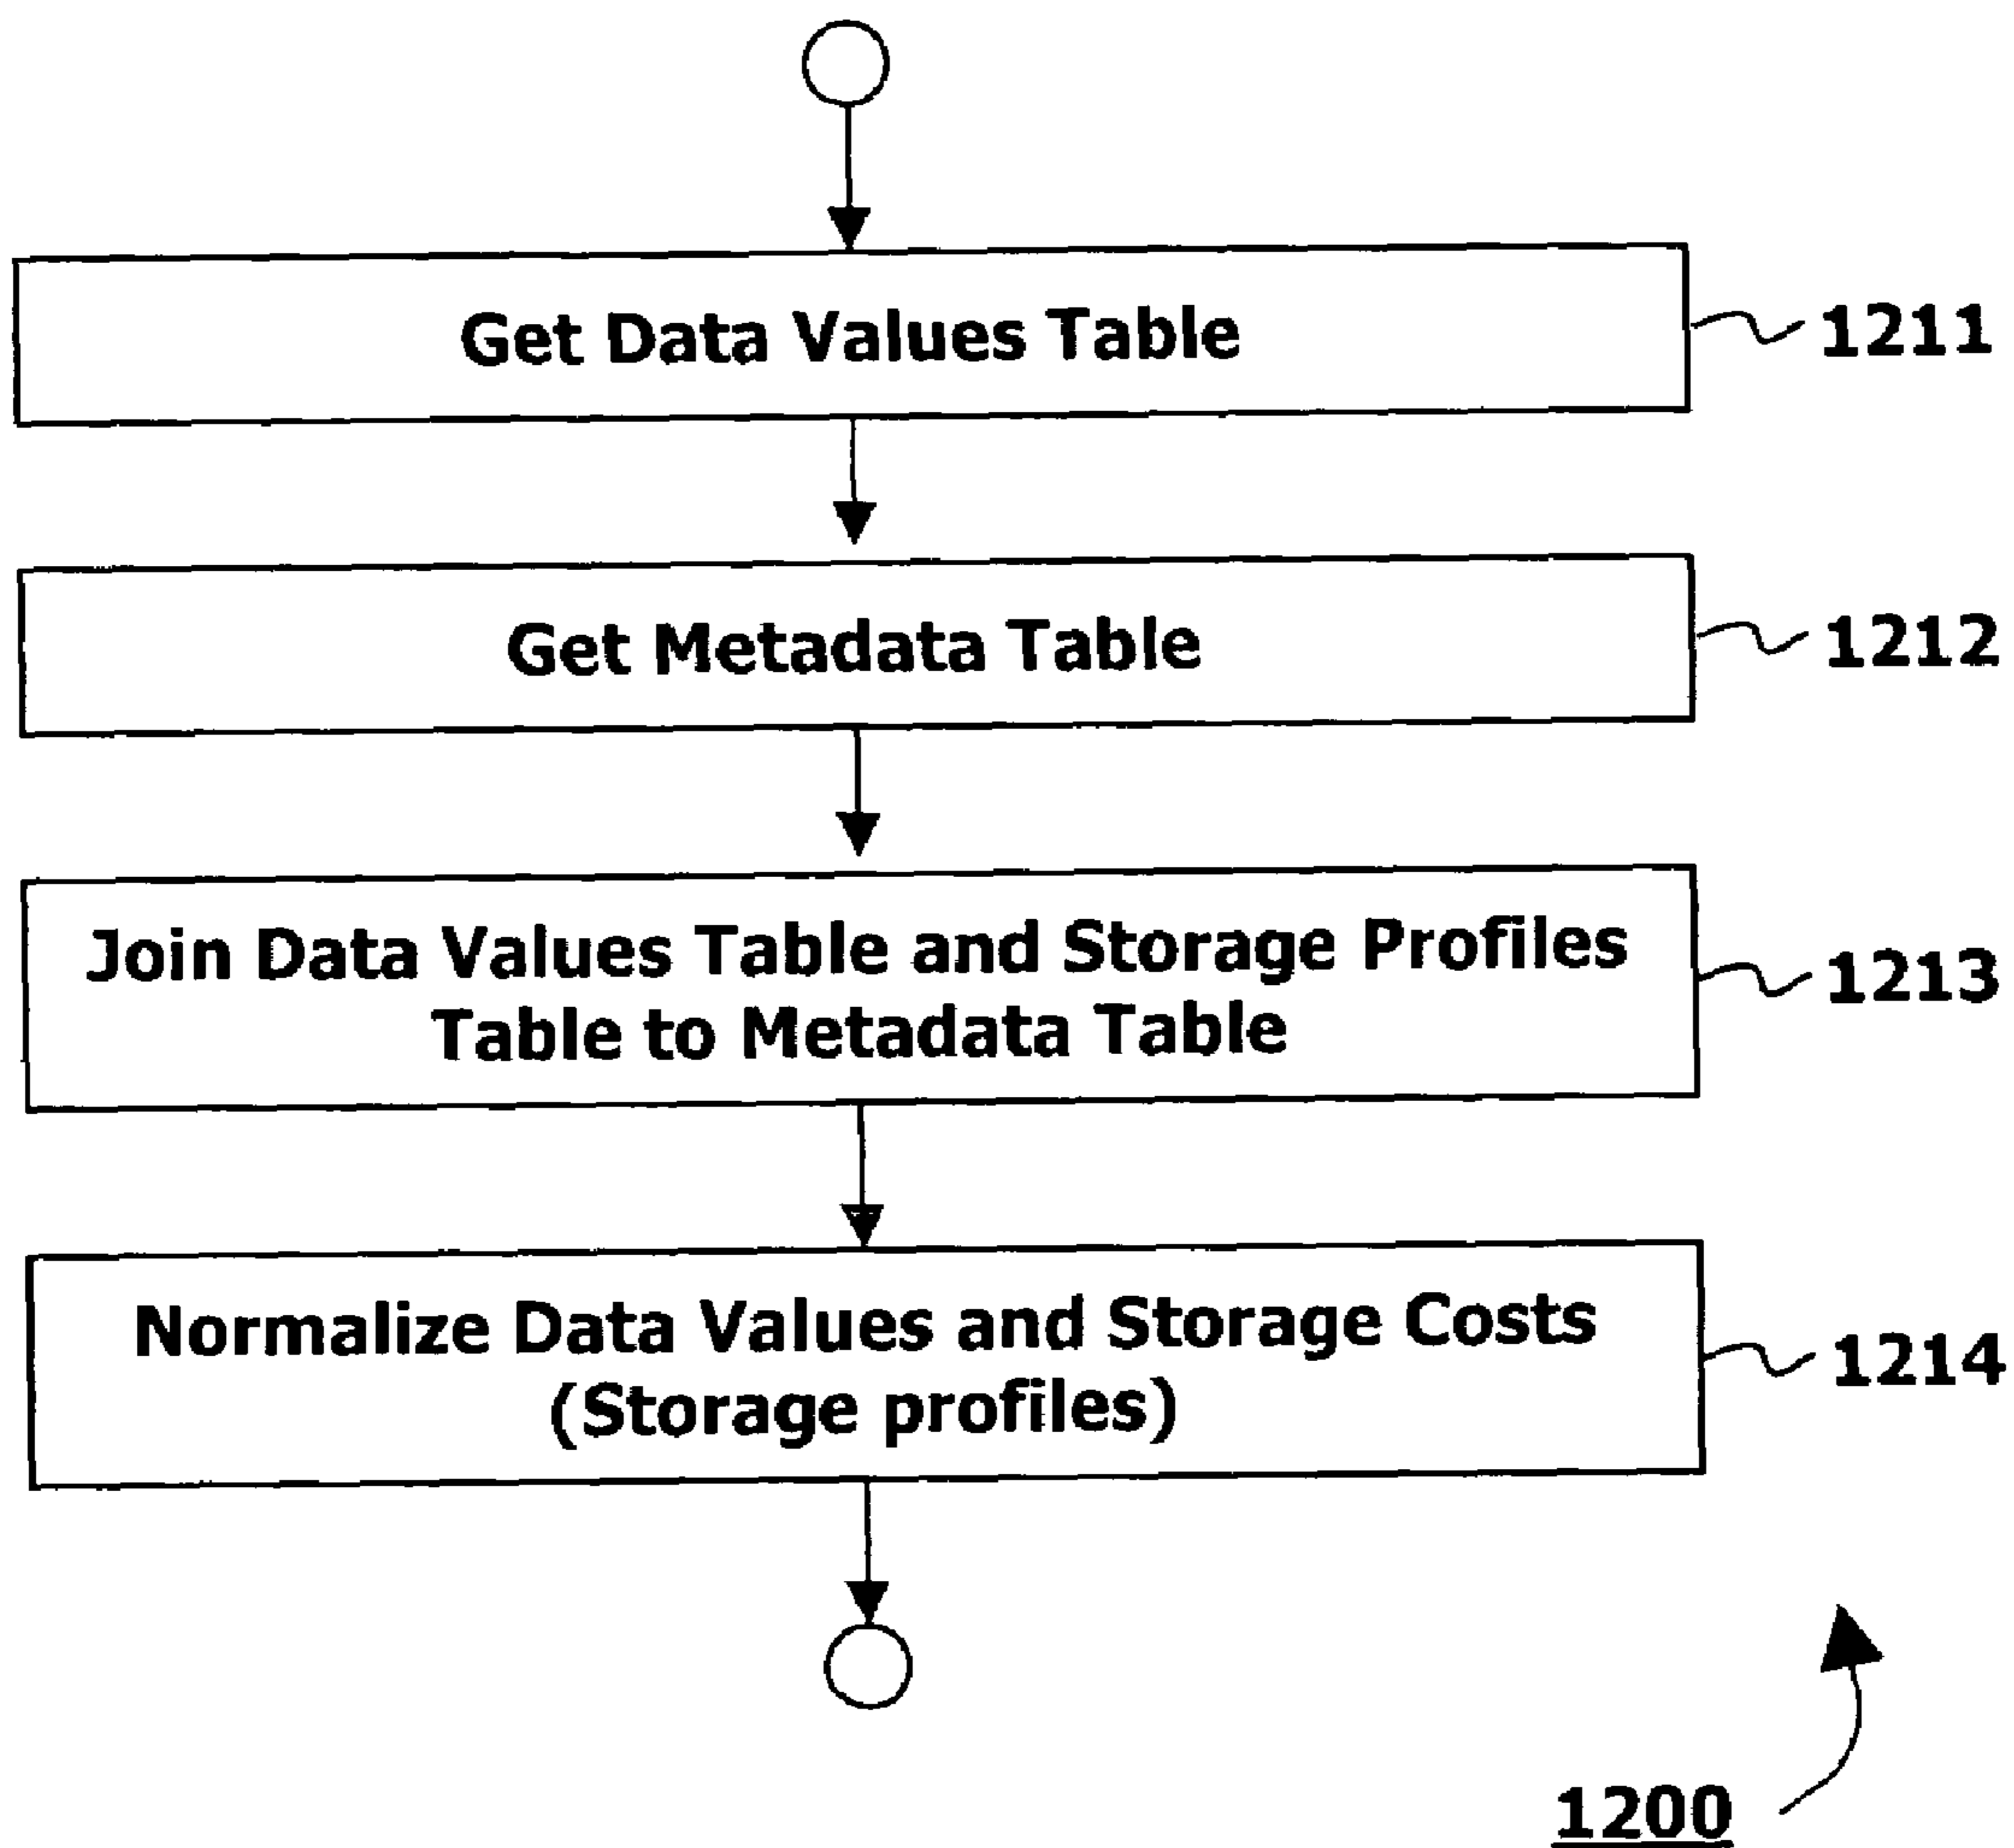 Get Data Values Table
1211
Get Metadata Table
1212
Join Data Values Table and Storage Profiles
Table to Metadata Table
1213
Normalize Data Values and Storage Costs
(Storage profiles)
1214
1200